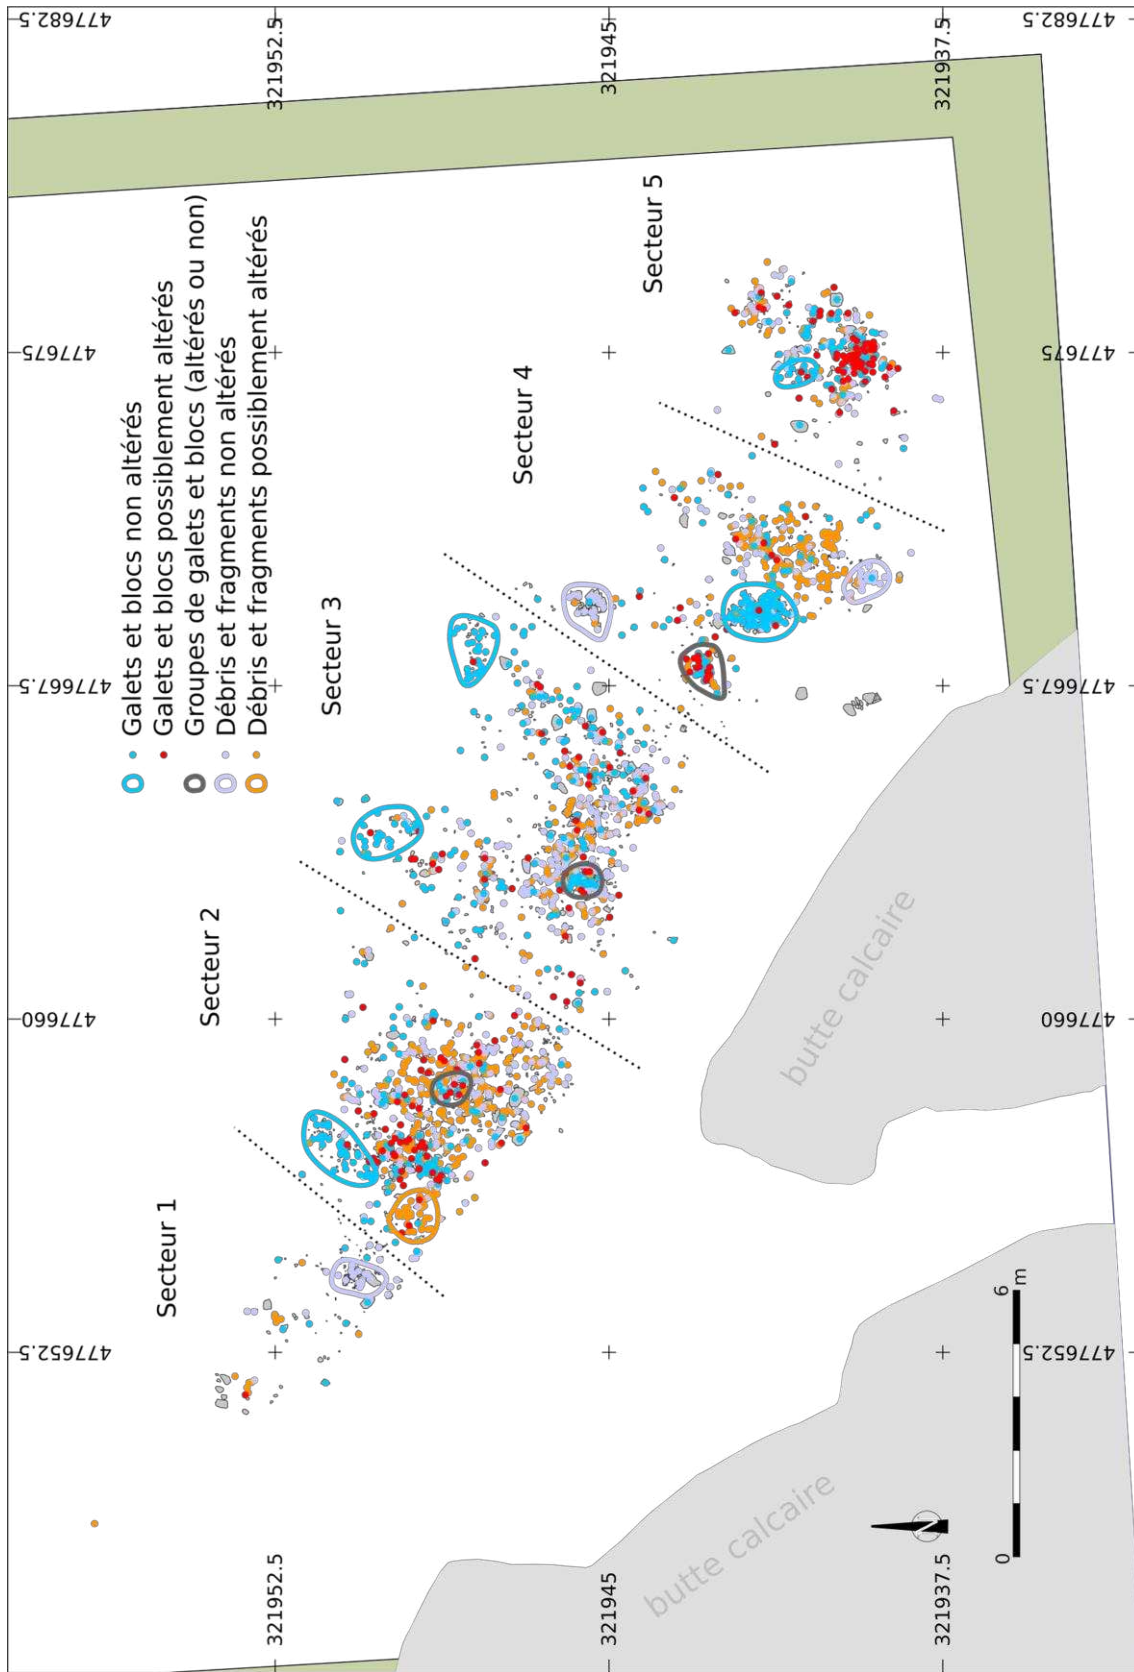 477682.5
477675
477667.5
477660
477652.5
321952.5
321945
321937.5
Galets et blocs non altérés
Galets et blocs possiblement altérés
Groupes de galets et blocs (altérés ou non)
Débris et fragments non altérés
Débris et fragments possiblement altérés
Secteur 1
Secteur 2
Secteur 3
Secteur 4
Secteur 5
butte calcaire
butte calcaire
N
0
6
m
321952.5
321945
321937.5
477682.5
477675
477667.5
477660
477652.5